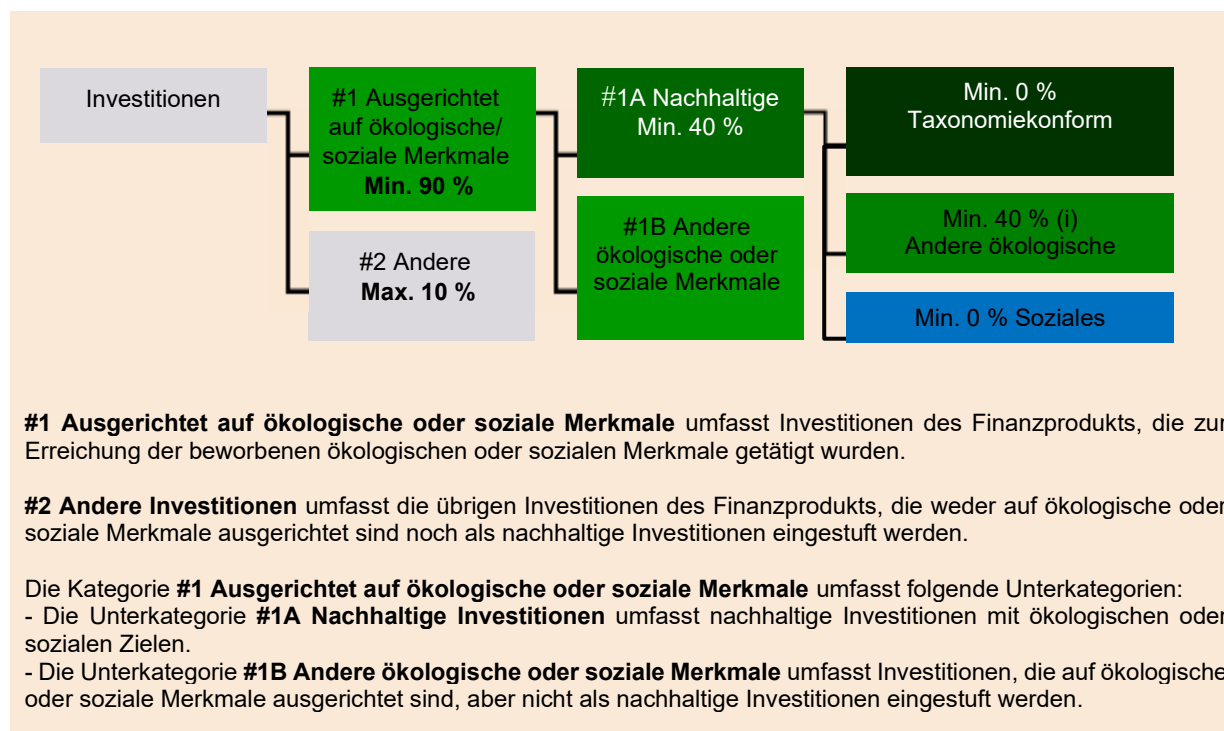 Investitionen
#1 Ausgerichtet
auf ökologische/
soziale Merkmale
Min. 90 %
#2 Andere
Max. 10 %
#1A Nachhaltige
Min. 40 %
#1B Andere
ökologische oder
soziale Merkmale
Min. 0 %
Taxonomiekonform
Min. 40 % (i)
Andere ökologische
Min. 0 % Soziales
#1 Ausgerichtet auf ökologische oder soziale Merkmale umfasst Investitionen des Finanzprodukts, die zur
Erreichung der beworbenen ökologischen oder sozialen Merkmale getätigt wurden.
#2 Andere Investitionen umfasst die übrigen Investitionen des Finanzprodukts, die weder auf ökologische oder
soziale Merkmale ausgerichtet sind noch als nachhaltige Investitionen eingestuft werden.
Die Kategorie #1 Ausgerichtet auf ökologische oder soziale Merkmale umfasst folgende Unterkategorien:
- Die Unterkategorie #1A Nachhaltige Investitionen umfasst nachhaltige Investitionen mit ökologischen oder
sozialen Zielen.
- Die Unterkategorie #1B Andere ökologische oder soziale Merkmale umfasst Investitionen, die auf ökologische
oder soziale Merkmale ausgerichtet sind, aber nicht als nachhaltige Investitionen eingestuft werden.